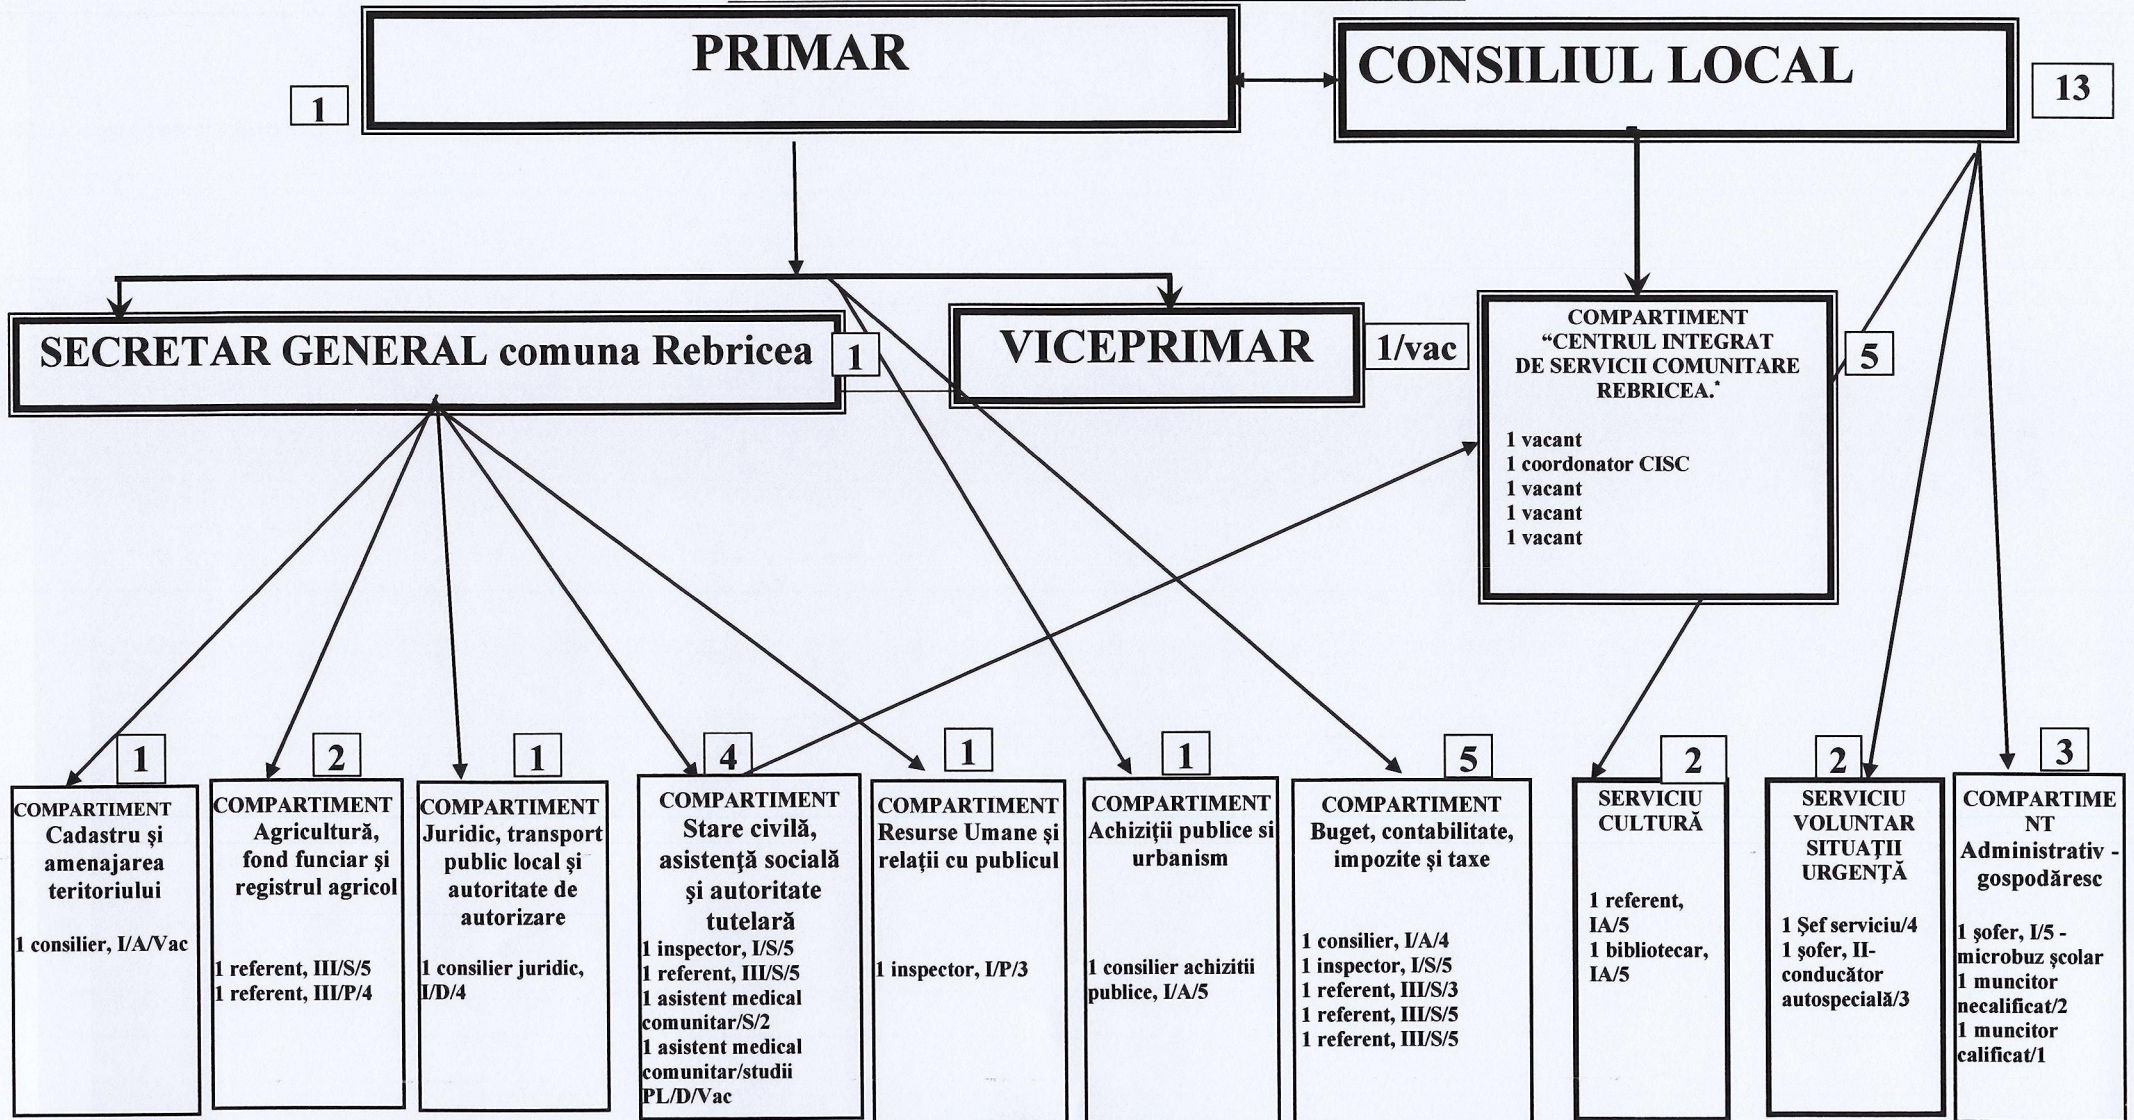 PRIMAR
1
CONSILIUL LOCAL
13
SECRETAR GENERAL comuna Rebricea
1
VICEPRIMAR
1/vac
COMPARTIMENT
“CENTRUL INTEGRAT
DE SERVICII COMUNITARE
REBRICEA.*
1 vacant
1 coordonator CISC
1 vacant
1 vacant
1 vacant
5
1
COMPARTIMENT
Cadastru și
amenajarea
teritoriului
1 consilier, I/A/Vac
2
COMPARTIMENT
Agricultură,
fond funciar și
registrul agricol
1 referent, III/S/5
1 referent, III/P/4
1
COMPARTIMENT
Juridic, transport
public local și
autoritate de
autorizare
1 consilier juridic,
I/D/4
4
COMPARTIMENT
Stare civilă,
asistenţă socială
şi autoritate
tutelară
1 inspector, I/S/5
1 referent, III/S/5
1 asistent medical
comunitar/S/2
1 asistent medical
comunitar/studii
PL/D/Vac
1
COMPARTIMENT
Resurse Umane și
relații cu publicul
1 inspector, I/P/3
1
COMPARTIMENT
Achiziții publice si
urbanism
1 consilier achizitii
publice, I/A/5
5
COMPARTIMENT
Buget, contabilitate,
impozite și taxe
1 consilier, I/A/4
1 inspector, I/S/5
1 referent, III/S/3
1 referent, III/S/5
1 referent, III/S/5
2
SERVICIU
CULTURĂ
1 referent,
IA/5
1 bibliotecar,
IA/5
2
SERVICIU
VOLUNTAR
SITUAŢII
URGENŢĂ
1 Şef serviciu/4
1 şofer, II-
conducător
autospecială/3
3
COMPARTIME
NT
Administrativ -
gospodăresc
1 şofer, I/5 -
microbuz școlar
1 muncitor
necalificat/2
1 muncitor
calificat/1